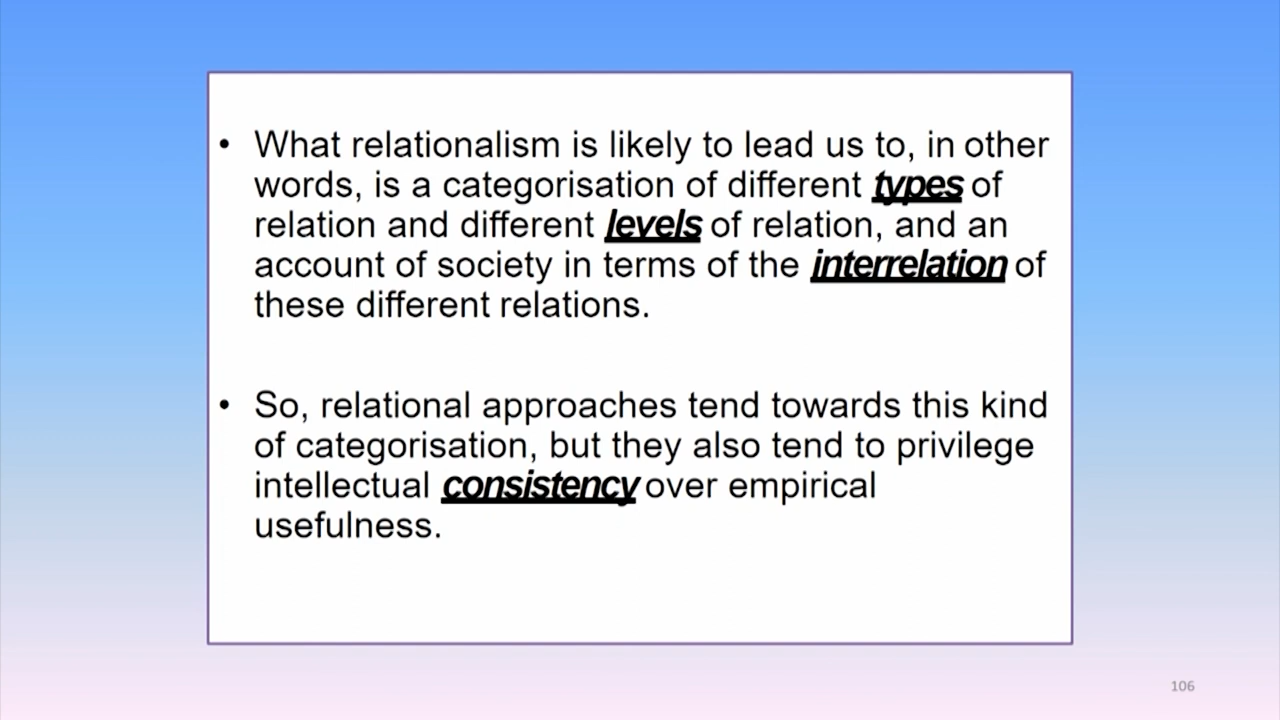 • What relationalism is likely to lead us to, in other
words, is a categorisation of different types of
relation and different levels of relation, and an
account of society in terms of the interrelation of
these different relations.
• So, relational approaches tend towards this kind
of categorisation, but they also tend to privilege
intellectual consistency over empirical
usefulness.
106